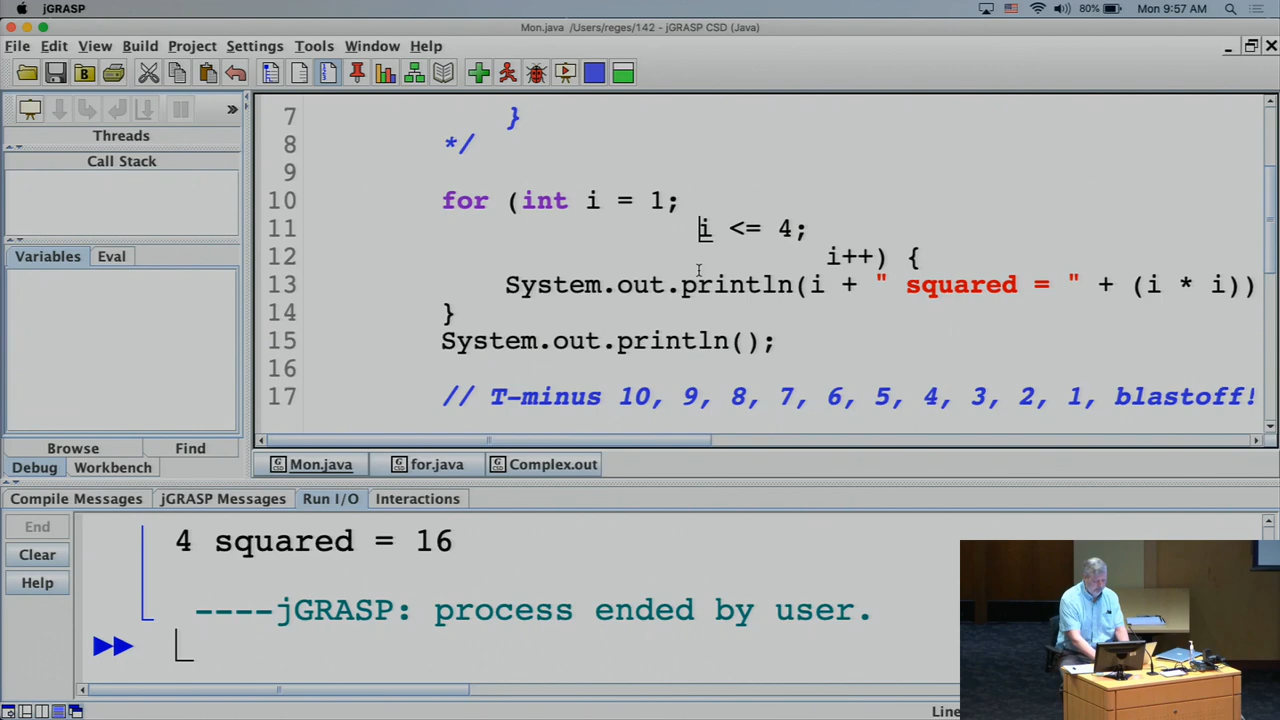 jGRASP
80%
Mon 9:57 AM
Mon.java /Users/reges/142 - jGRASP CSD (Java)
File Edit View Build Project Settings Tools Window Help
B
»
Threads
Call Stack
Variables Eval
Browse Find
Debug Workbench
7 }
8 */
9
10 for (int i = 1;
11 i <= 4;
12 i++) {
13 System.out.println(i + " squared = " + (i * i))
14 }
15 System.out.println();
16
17 // T-minus 10, 9, 8, 7, 6, 5, 4, 3, 2, 1, blastoff!
Mon.java for.java Complex.out
Compile Messages jGRASP Messages Run I/O Interactions
End
Clear
Help
4 squared = 16
----jGRASP: process ended by user.
Line